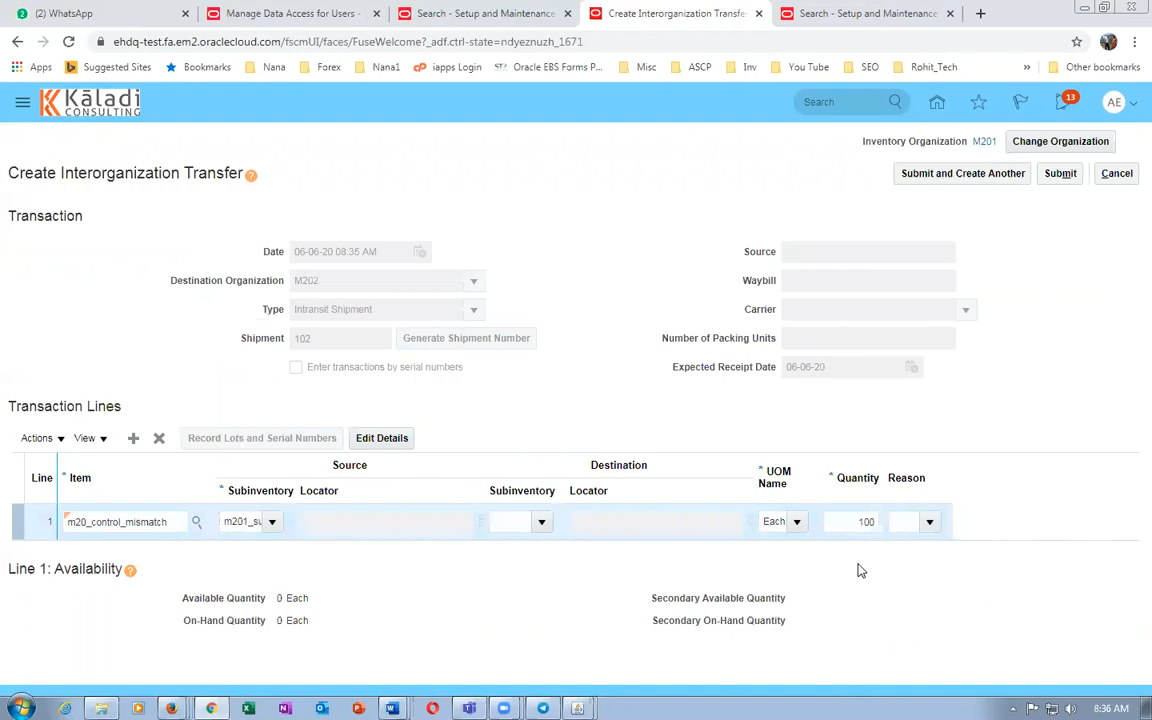 2 (3) WhatsApp
Manage Data Access for Users -
Search - Setup and Maintenance
Create Interorganization Transfer
Search - Setup and Maintenance
ehdq-test.fa.em2.oraclecloud.com/fscmUI/faces/FuseWelcome?_adf.ctrl-state=ndyeznuzh_1671
Apps Suggested Sites Bookmarks Nana Forex Nana1 iapps Login Oracle EBS Forms P... Misc ASCP Inv You Tube SEO Rohit_Tech » Other bookmarks
Kāladi
CONSULTING
Search
13
AE
Inventory Organization M201 Change Organization
Create Interorganization Transfer ?
Submit and Create Another Submit Cancel
Transaction
Date 06-06-20 08:35 AM
Source
Destination Organization M202
Waybill
Type Intransit Shipment
Carrier
Shipment 102 Generate Shipment Number
Number of Packing Units
Enter transactions by serial numbers
Expected Receipt Date 06-06-20
Transaction Lines
Actions View Record Lots and Serial Numbers Edit Details
Source Destination
Line * Item * Subinventory Locator Subinventory Locator * UOM Name * Quantity Reason
1 m20_control_mismatch m201_su Each 100
Line 1: Availability ?
Available Quantity 0 Each
Secondary Available Quantity
On-Hand Quantity 0 Each
Secondary On-Hand Quantity
8:36 AM